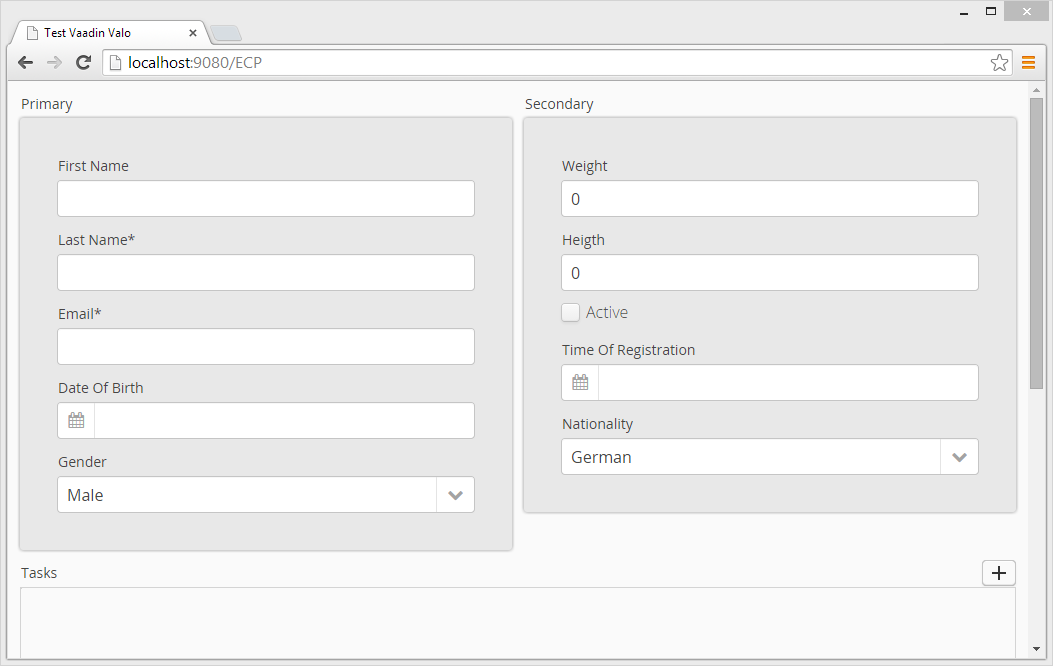 Test Vaadin Valo
localhost:9080/ECP
Primary
First Name
Last Name*
Email*
Date Of Birth
Gender
Male
Secondary
Weight
0
Heigth
0
Active
Time Of Registration
Nationality
German
Tasks